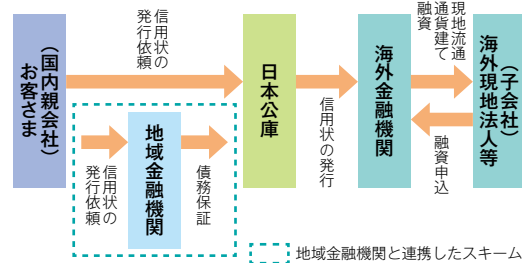 お客さま
（国内親会社）
信用状の
発行依頼
日本公庫
信用状の発行
海外金融機関
現地流通
通貨建て
融資
融資申込
海外現地法人等
（子会社）
信用状の
発行依頼
地域金融機関
債務保証
地域金融機関と連携したスキーム